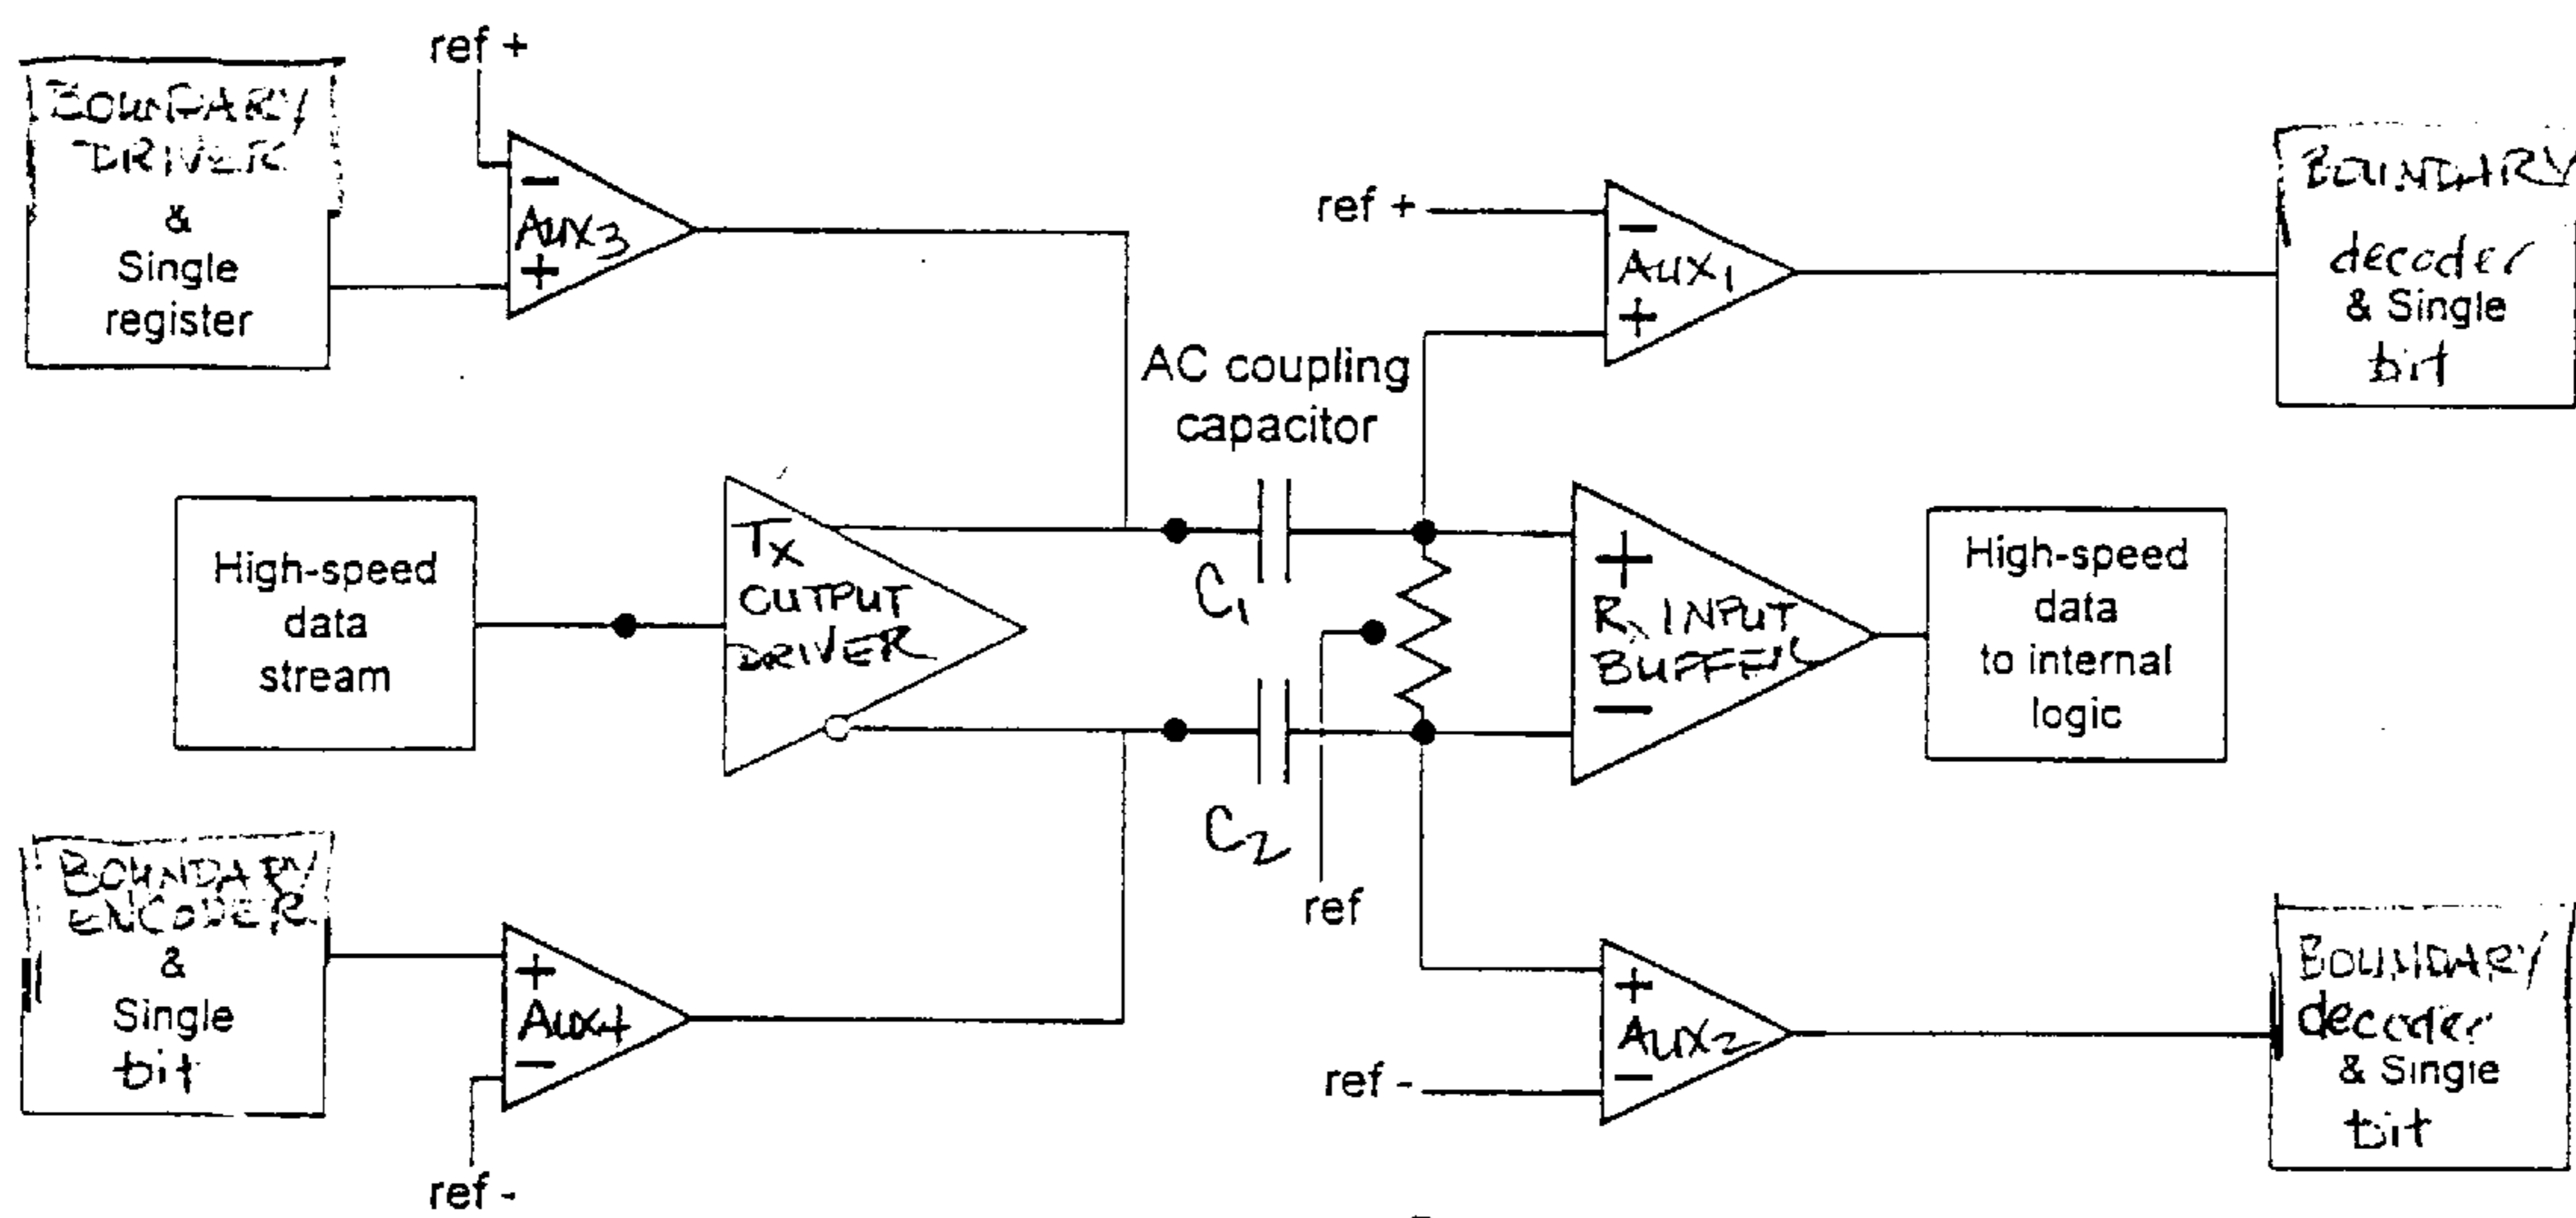 ref +
BOUNDARY
DRIVER
&
Single
register
-
AUX3
+
ref +
-
AUX1
+
BOUNDARY
decoder
& Single
bit
AC coupling
capacitor
High-speed
data
stream
Tx
OUTPUT
DRIVER
C1
C2
ref
+
Rx INPUT
BUFFER
-
High-speed
data
to internal
logic
BOUNDARY
ENCODER
&
Single
bit
+
AUX4
-
ref -
+
AUX2
-
ref -
BOUNDARY
decoder
& Single
bit